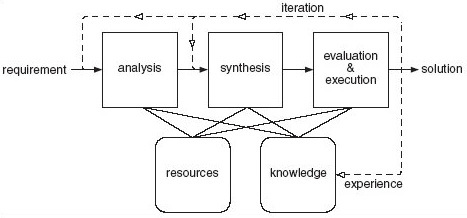 iteration
requirement
analysis
synthesis
evaluation
&
execution
solution
resources
knowledge
experience